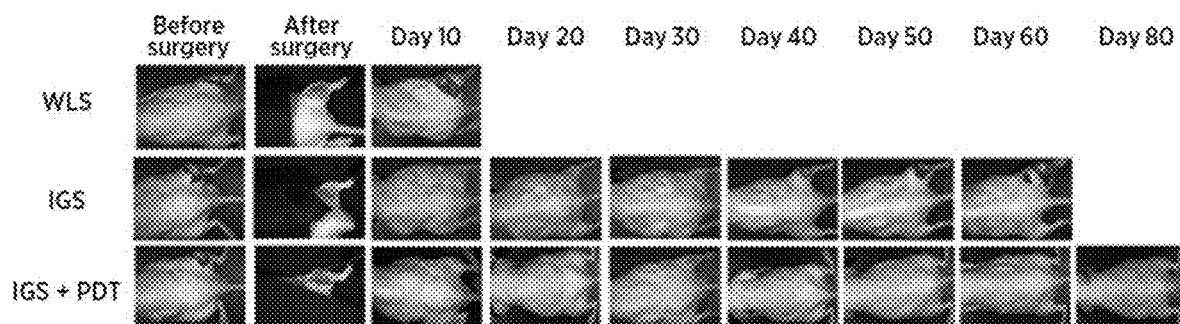 Before surgery
After surgery
Day 10
Day 20
Day 30
Day 40
Day 50
Day 60
Day 80
WLS
IGS
IGS + PDT